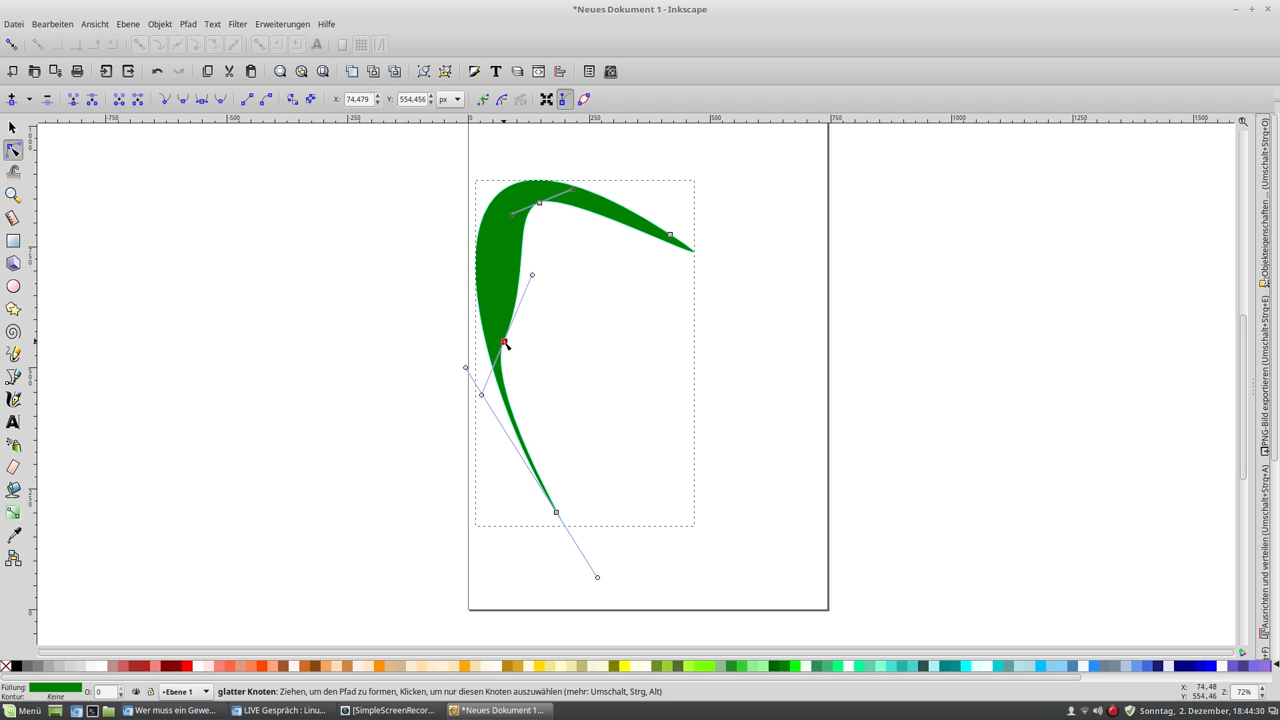 *Neues Dokument 1 - Inkscape
Datei Bearbeiten Ansicht Ebene Objekt Pfad Text Filter Erweiterungen Hilfe
X: 74,479 Y: 554,456 px
-750 -500 -250 0 250 500 750 1000 1250 1500
Objekteigenschaften... (Umschalt+Strg+O)
PNG-Bild exportieren (Umschalt+Strg+E)
Ausrichten und verteilen (Umschalt+Strg+A)
Füllung: O: 0 Ebene 1 glatter Knoten: Ziehen, um den Pfad zu formen, Klicken, um nur diesen Knoten auszuwählen (mehr: Umschalt, Strg, Alt) X: 74,48 Z: 72%
Kontur: Keine Y: 554,46
Menü Wer muss ein Gewe... LIVE Gespräch : Linu... [SimpleScreenRecor... *Neues Dokument 1... Sonntag, 2. Dezember, 18:44:30